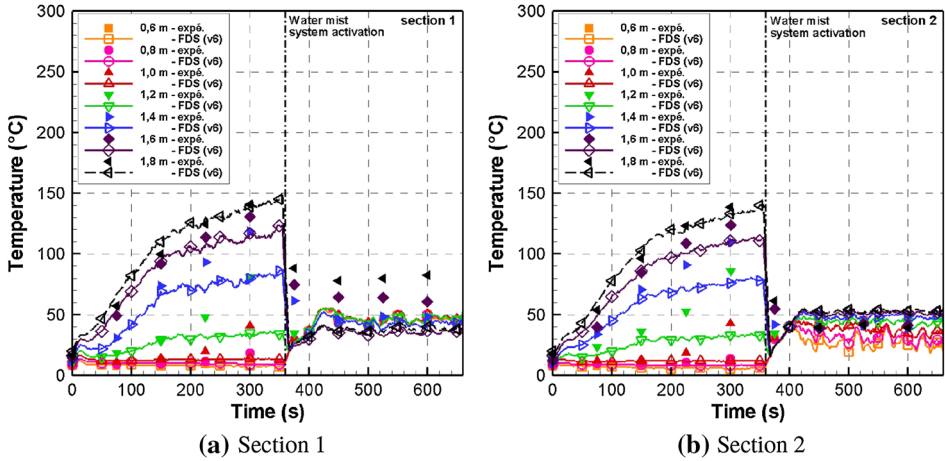 300
250
200
150
100
50
0
Temperature (°C)
0,6 m - expé.
- FDS (v6)
0,8 m - expé.
- FDS (v6)
1,0 m - expé.
- FDS (v6)
1,2 m - expé.
- FDS (v6)
1,4 m - expé.
- FDS (v6)
1,6 m - expé.
- FDS (v6)
1,8 m - expé.
- FDS (v6)
Water mist
system activation
section 1
0 100 200 300 400 500 600
Time (s)
(a) Section 1
300
250
200
150
100
50
0
Temperature (°C)
0,6 m - expé.
- FDS (v6)
0,8 m - expé.
- FDS (v6)
1,0 m - expé.
- FDS (v6)
1,2 m - expé.
- FDS (v6)
1,4 m - expé.
- FDS (v6)
1,6 m - expé.
- FDS (v6)
1,8 m - expé.
- FDS (v6)
Water mist
system activation
section 2
0 100 200 300 400 500 600
Time (s)
(b) Section 2